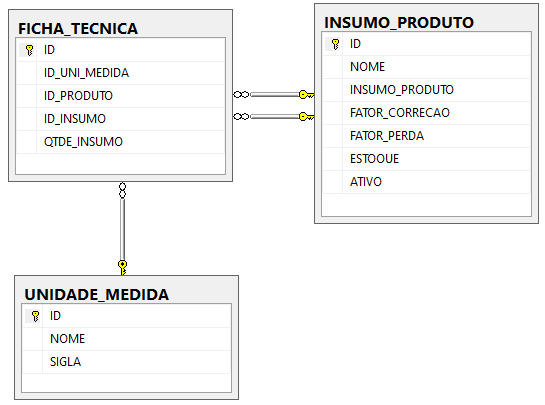 FICHA_TECNICA
ID
ID_UNI_MEDIDA
ID_PRODUTO
ID_INSUMO
QTDE_INSUMO
INSUMO_PRODUTO
ID
NOME
INSUMO_PRODUTO
FATOR_CORRECAO
FATOR_PERDA
ESTOQUE
ATIVO
UNIDADE_MEDIDA
ID
NOME
SIGLA